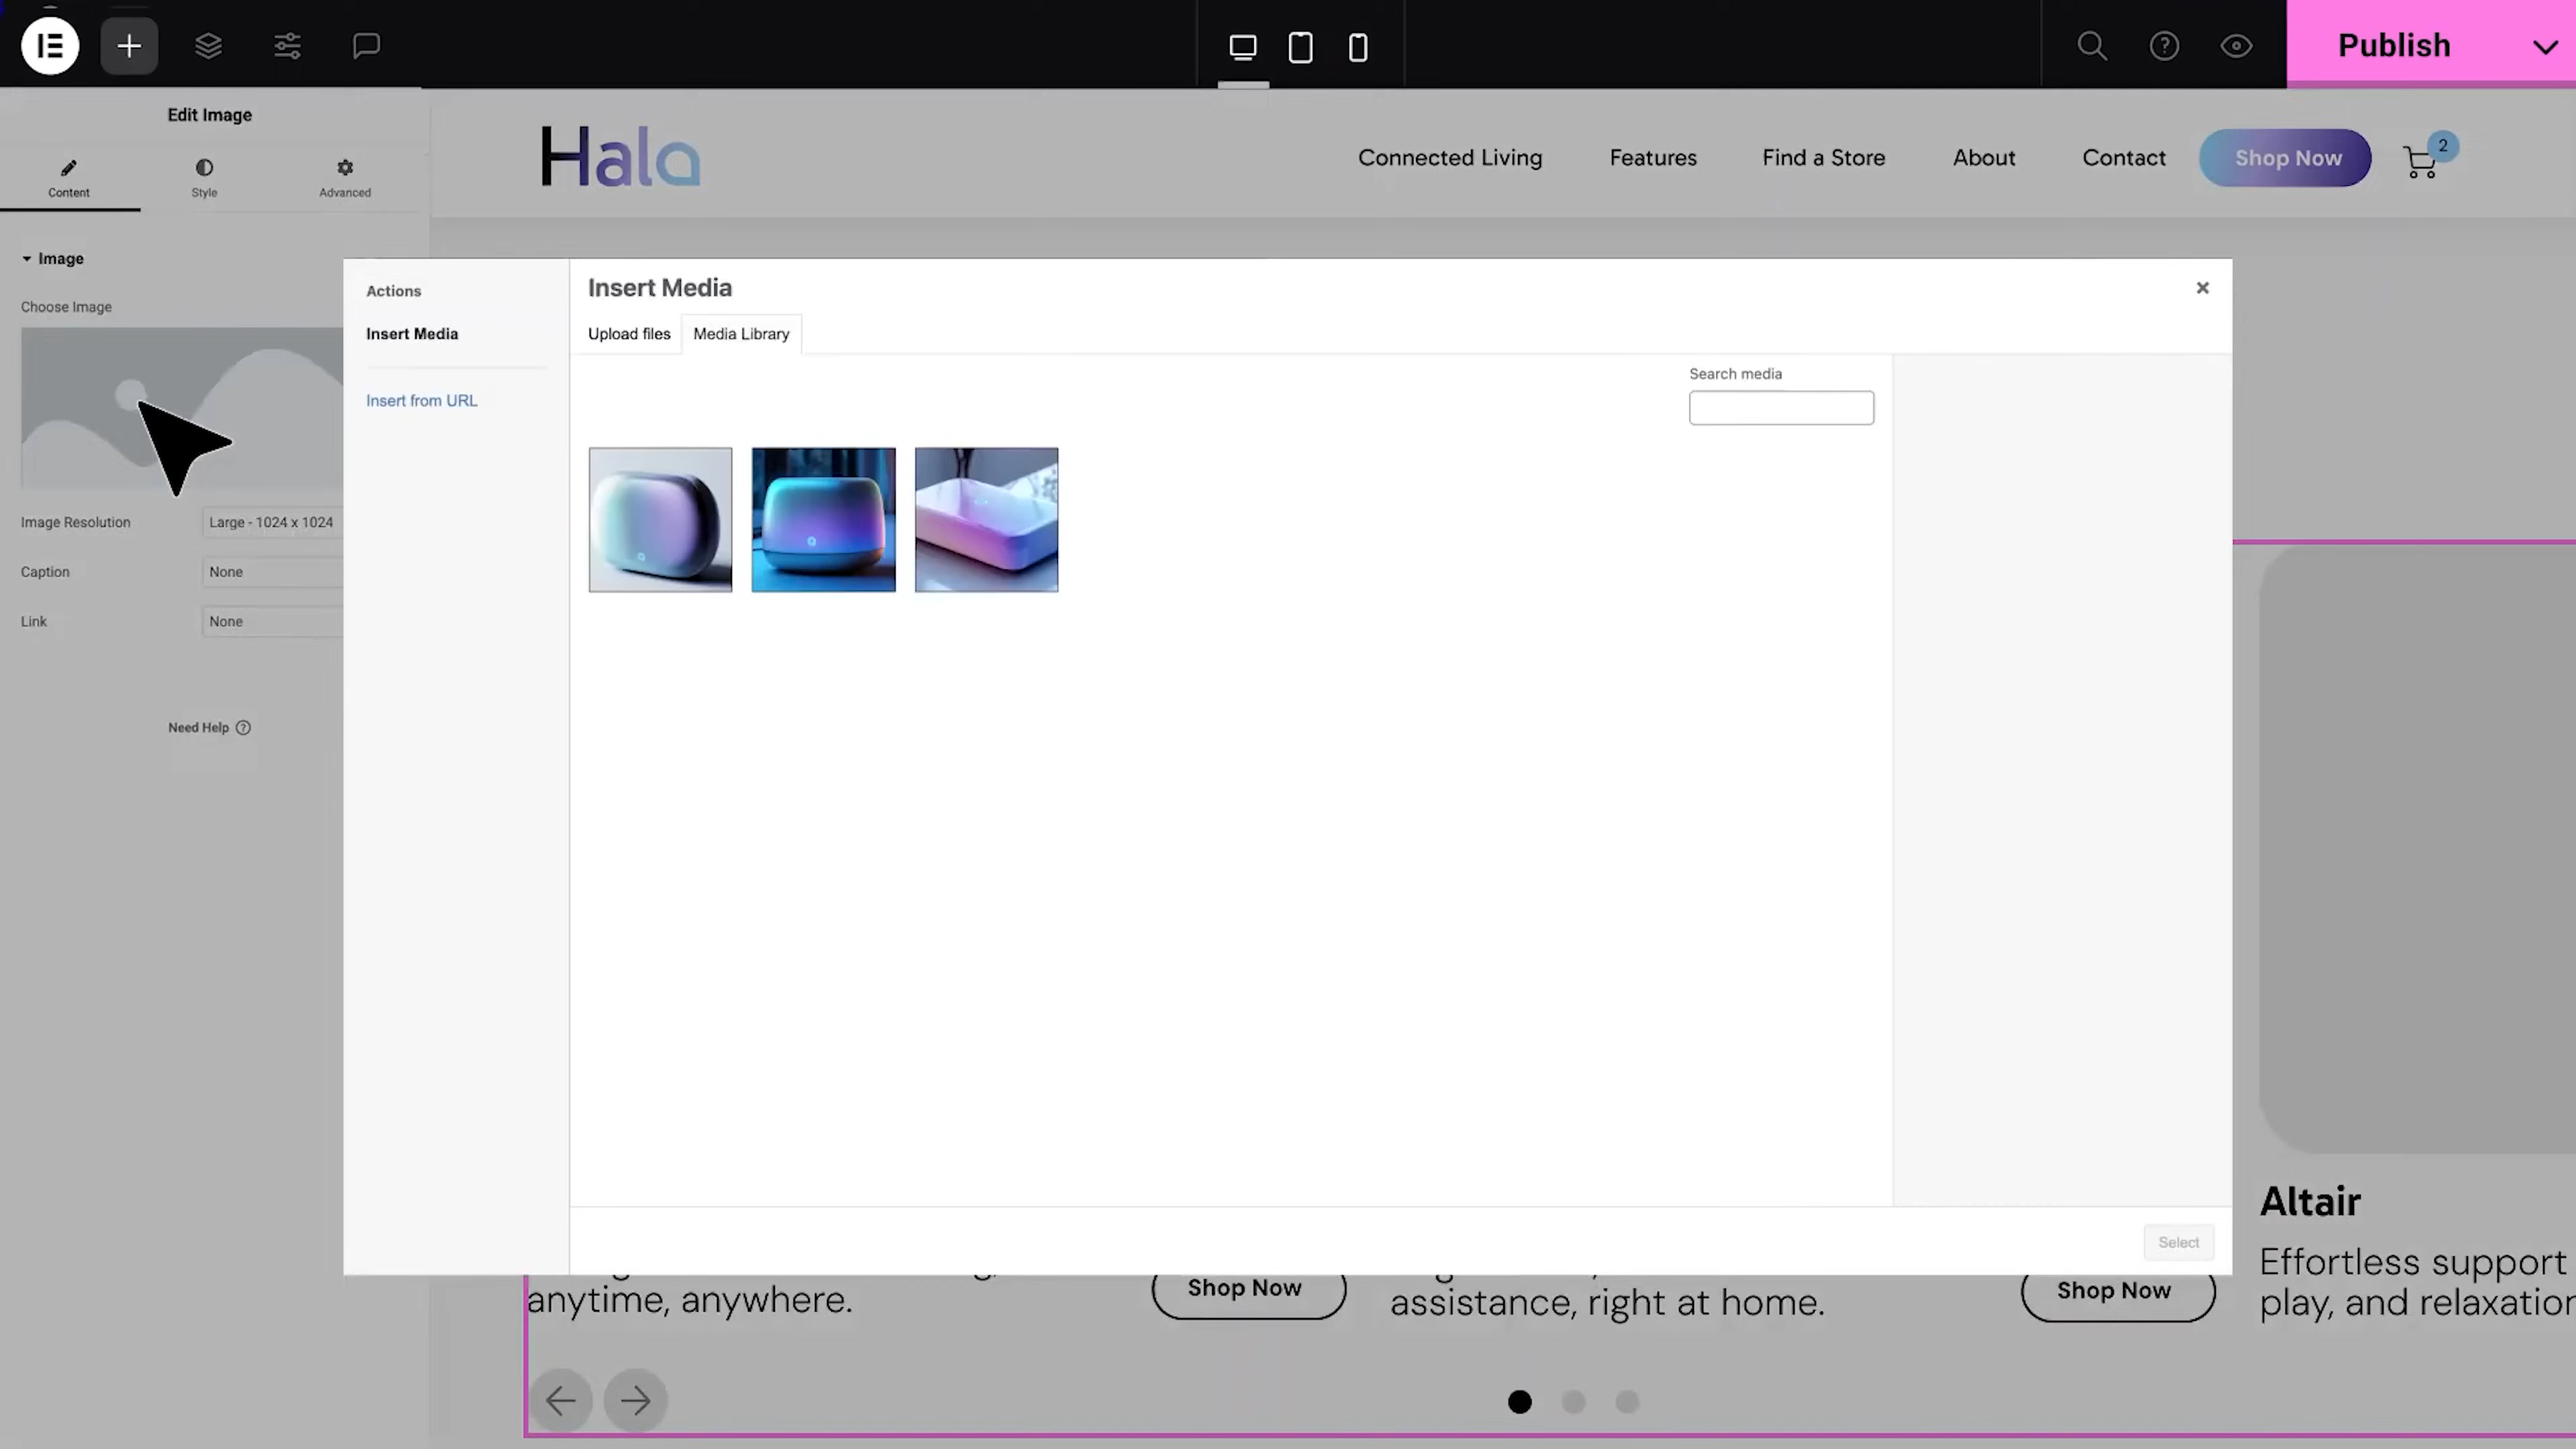 Publish
Edit Image
Content
Style
Advanced
Image
Choose Image
Image Resolution
Large - 1024 x 1024
Caption
None
Link
None
Need Help
Halo
Connected Living
Features
Find a Store
About
Contact
Shop Now
2
Actions
Insert Media
Insert from URL
Insert Media
Upload files
Media Library
Search media
Select
anytime, anywhere.
Shop Now
assistance, right at home.
Shop Now
Altair
Effortless support
play, and relaxation